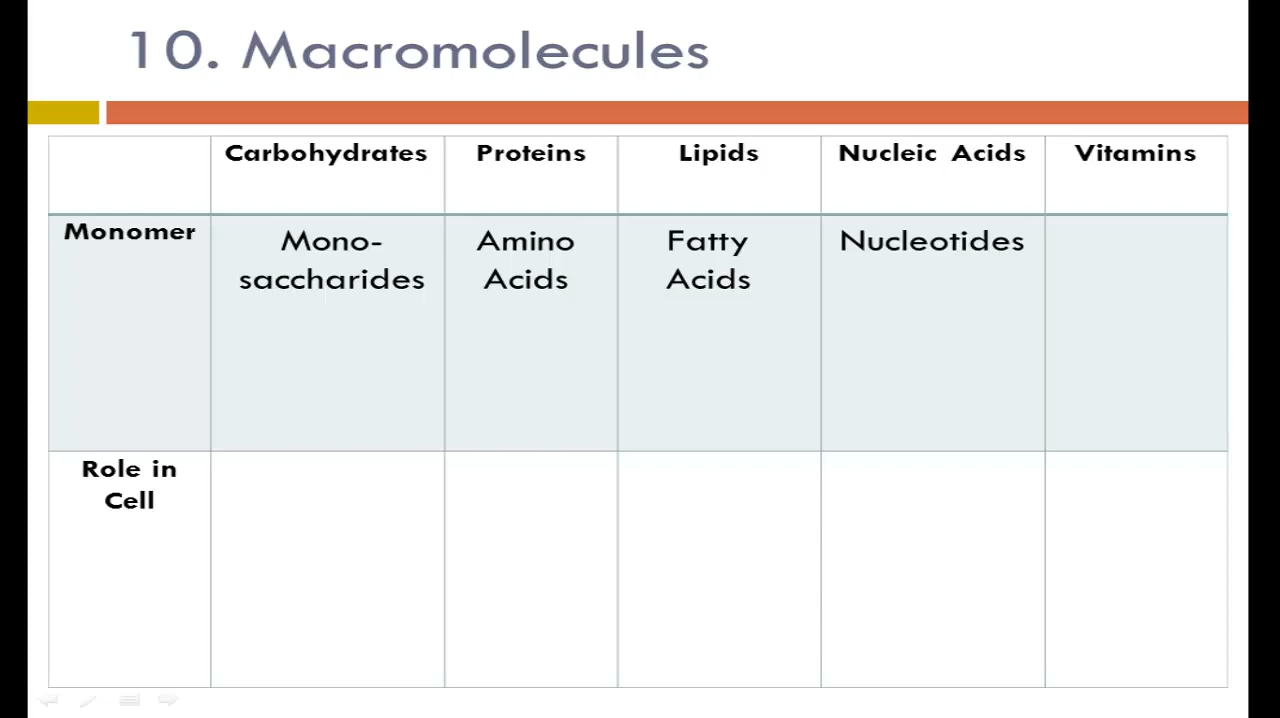 10. Macromolecules
Carbohydrates Proteins Lipids Nucleic Acids Vitamins
Monomer
Mono-
saccharides
Amino
Acids
Fatty
Acids
Nucleotides
Role in
Cell